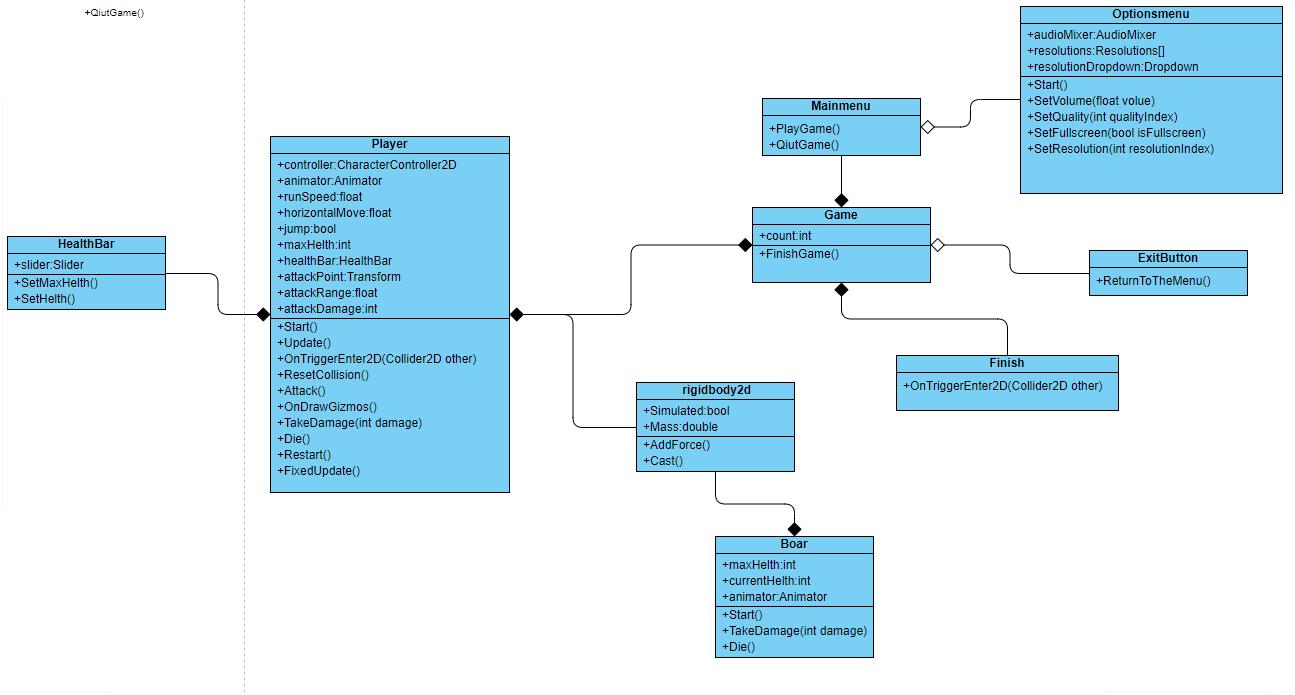 +QiutGame()
Optionsmenu
+audioMixer:AudioMixer
+resolutions:Resolutions[]
+resolutionDropdown:Dropdown
+Start()
+SetVolume(float volue)
+SetQuality(int qualityIndex)
+SetFullscreen(bool isFullscreen)
+SetResolution(int resolutionIndex)
Mainmenu
+PlayGame()
+QiutGame()
Player
+controller:CharacterController2D
+animator:Animator
+runSpeed:float
+horizontalMove:float
+jump:bool
+maxHelth:int
+healthBar:HealthBar
+attackPoint:Transform
+attackRange:float
+attackDamage:int
+Start()
+Update()
+OnTriggerEnter2D(Collider2D other)
+ResetCollision()
+Attack()
+OnDrawGizmos()
+TakeDamage(int damage)
+Die()
+Restart()
+FixedUpdate()
Game
+count:int
+FinishGame()
HealthBar
+slider:Slider
+SetMaxHelth()
+SetHelth()
ExitButton
+ReturnToTheMenu()
Finish
+OnTriggerEnter2D(Collider2D other)
rigidbody2d
+Simulated:bool
+Mass:double
+AddForce()
+Cast()
Boar
+maxHelth:int
+currentHelth:int
+animator:Animator
+Start()
+TakeDamage(int damage)
+Die()